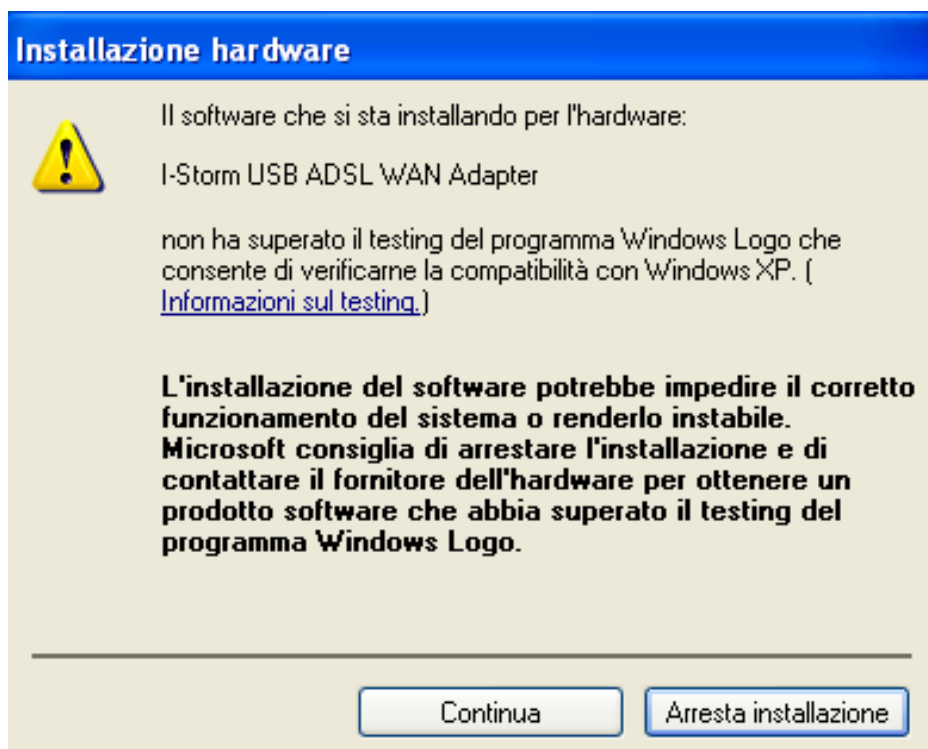 Installazione hardware
Il software che si sta installando per l'hardware:
I-Storm USB ADSL WAN Adapter
non ha superato il testing del programma Windows Logo che
consente di verificarne la compatibilità con Windows XP. (
Informazioni sul testing.)
L'installazione del software potrebbe impedire il corretto
funzionamento del sistema o renderlo instabile.
Microsoft consiglia di arrestare l'installazione e di
contattare il fornitore dell'hardware per ottenere un
prodotto software che abbia superato il testing del
programma Windows Logo.
Continua
Arresta installazione